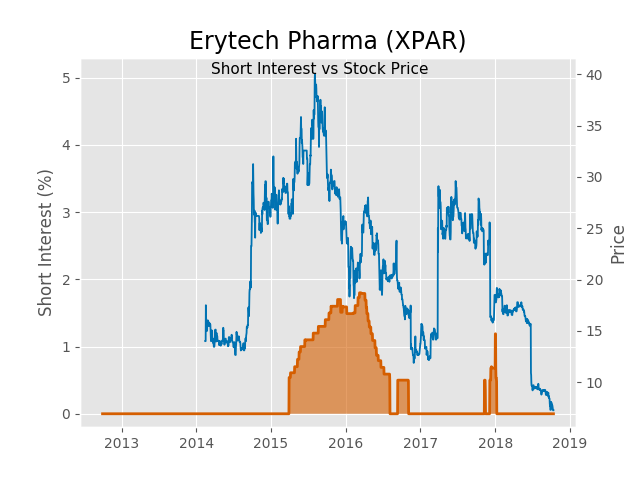 Erytech Pharma (XPAR)
Short Interest vs Stock Price
Short Interest (%)
Price
5
4
3
2
1
0
40
35
30
25
20
15
10
2013 2014 2015 2016 2017 2018 2019